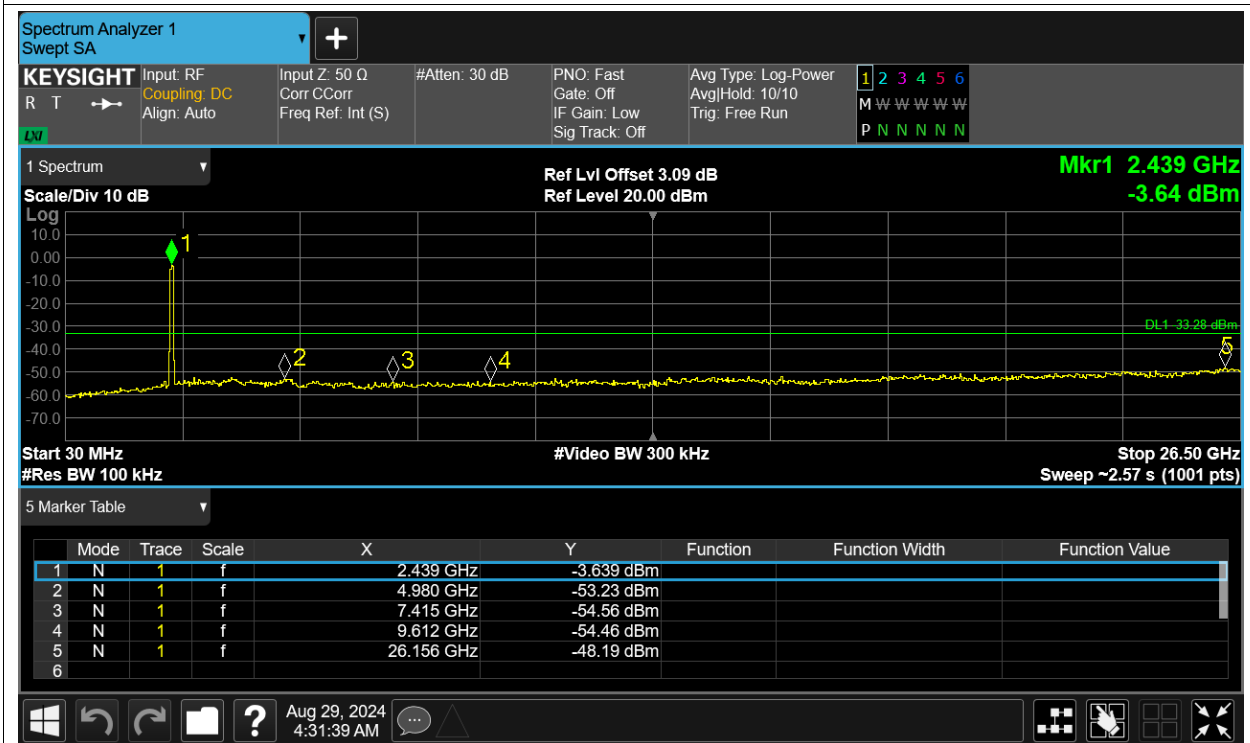 Spectrum Analyzer 1
Swept SA
KEYSIGHT
R T
LXI
Input: RF
Coupling: DC
Align: Auto
Input Z: 50 Ω
Corr CCorr
Freq Ref: Int (S)
#Atten: 30 dB
PNO: Fast
Gate: Off
IF Gain: Low
Sig Track: Off
Avg Type: Log-Power
Avg|Hold: 10/10
Trig: Free Run
1 2 3 4 5 6
M W W W W W
P N N N N N
1 Spectrum
Scale/Div 10 dB
Ref Lvl Offset 3.09 dB
Ref Level 20.00 dBm
Mkr1 2.439 GHz
-3.64 dBm
Log
10.0
0.00
-10.0
-20.0
-30.0
-40.0
-50.0
-60.0
-70.0
1
2
3
4
5
DL1 -33.28 dBm
Start 30 MHz
#Res BW 100 kHz
#Video BW 300 kHz
Stop 26.50 GHz
Sweep ~2.57 s (1001 pts)
5 Marker Table
Mode Trace Scale X Y Function Function Width Function Value
1 N 1 f 2.439 GHz -3.639 dBm
2 N 1 f 4.980 GHz -53.23 dBm
3 N 1 f 7.415 GHz -54.56 dBm
4 N 1 f 9.612 GHz -54.46 dBm
5 N 1 f 26.156 GHz -48.19 dBm
6
?
Aug 29, 2024
4:31:39 AM